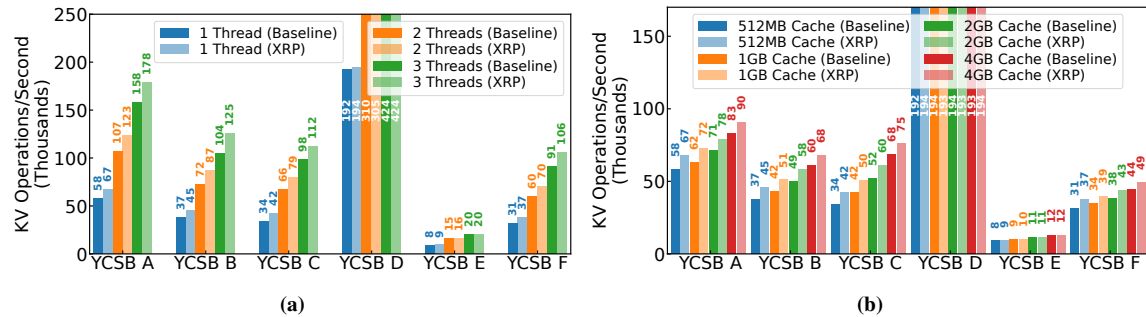 KV Operations/Second
(Thousands)
250
200
150
100
50
0
1 Thread (Baseline)
1 Thread (XRP)
2 Threads (Baseline)
2 Threads (XRP)
3 Threads (Baseline)
3 Threads (XRP)
58 67 107 123 158 178
37 45 72 87 104 125
34 42 66 79 98 112
192 194 310 305 424 424
8 9 15 16 20 20
31 37 60 70 91 106
YCSB A YCSB B YCSB C YCSB D YCSB E YCSB F
(a)
KV Operations/Second
(Thousands)
150
100
50
0
512MB Cache (Baseline)
512MB Cache (XRP)
1GB Cache (Baseline)
1GB Cache (XRP)
2GB Cache (Baseline)
2GB Cache (XRP)
4GB Cache (Baseline)
4GB Cache (XRP)
58 67 62 72 71 78 83 90
37 45 42 51 49 58 60 68
34 42 42 50 52 60 68 75
192 194 194 193 194 193 193 194
8 9 9 10 11 11 12 12
31 37 34 39 38 43 44 49
YCSB A YCSB B YCSB C YCSB D YCSB E YCSB F
(b)